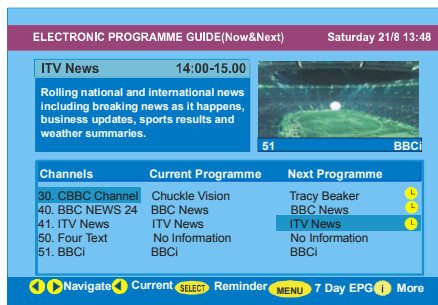 ELECTRONIC PROGRAMME GUIDE(Now&Next) Saturday 21/8 13:48
ITV News 14:00-15.00
Rolling national and international news
including breaking news as it happens,
business updates, sports results and
weather summaries.
51 BBCi
Channels Current Programme Next Programme
30. CBBC Channel Chuckle Vision Tracy Beaker
40. BBC NEWS 24 BBC News BBC News
41. ITV News ITV News ITV News
50. Four Text No Information No Information
51. BBCi BBCi BBCi
Navigate Current SELECT Reminder MENU 7 Day EPG i More